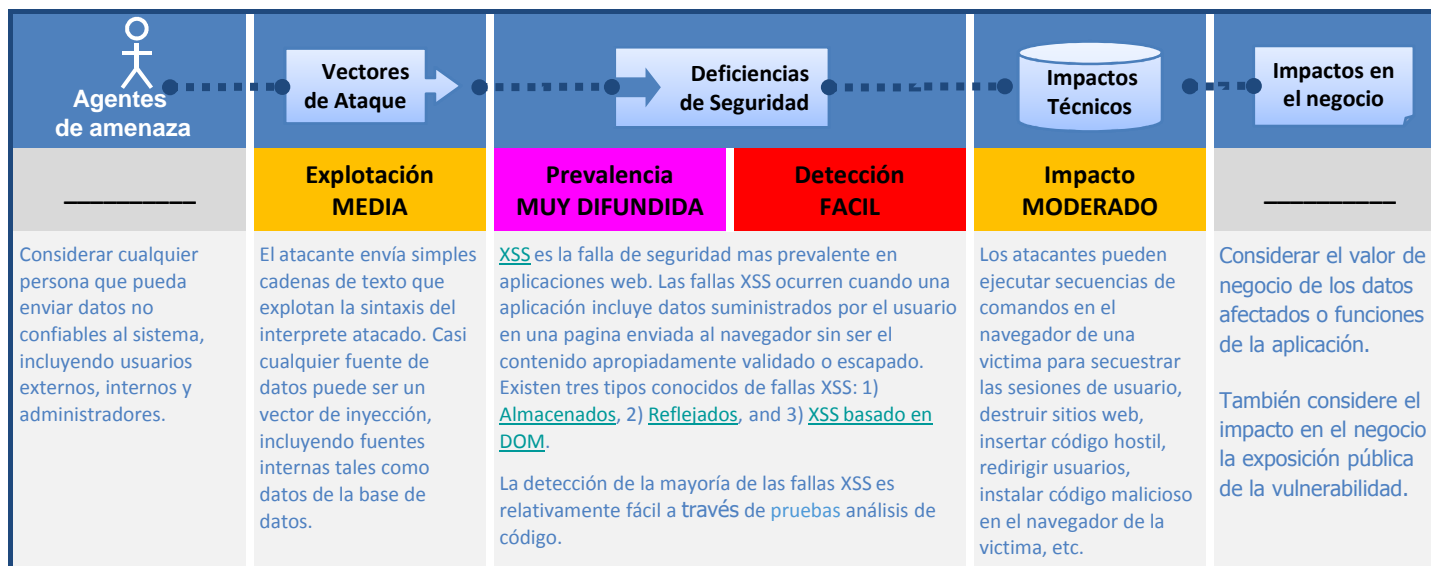 Agentes
de amenaza
Vectores
de Ataque
Deficiencias
de Seguridad
Impactos
Técnicos
Impactos en
el negocio
__________
Explotación
MEDIA
Prevalencia
MUY DIFUNDIDA
Detección
FACIL
Impacto
MODERADO
__________
Considerar cualquier
persona que pueda
enviar datos no
confiables al sistema,
incluyendo usuarios
externos, internos y
administradores.
El atacante envía simples
cadenas de texto que
explotan la sintaxis del
interprete atacado. Casi
cualquier fuente de
datos puede ser un
vector de inyección,
incluyendo fuentes
internas tales como
datos de la base de
datos.
XSS es la falla de seguridad mas prevalente en
aplicaciones web. Las fallas XSS ocurren cuando una
aplicación incluye datos suministrados por el usuario
en una pagina enviada al navegador sin ser el
contenido apropiadamente validado o escapado.
Existen tres tipos conocidos de fallas XSS: 1)
Almacenados, 2) Reflejados, and 3) XSS basado en
DOM.
La detección de la mayoría de las fallas XSS es
relativamente fácil a través de pruebas análisis de
código.
Los atacantes pueden
ejecutar secuencias de
comandos en el
navegador de una
victima para secuestrar
las sesiones de usuario,
destruir sitios web,
insertar código hostil,
redirigir usuarios,
instalar código malicioso
en el navegador de la
victima, etc.
Considerar el valor de
negocio de los datos
afectados o funciones
de la aplicación.
También considere el
impacto en el negocio
la exposición pública
de la vulnerabilidad.